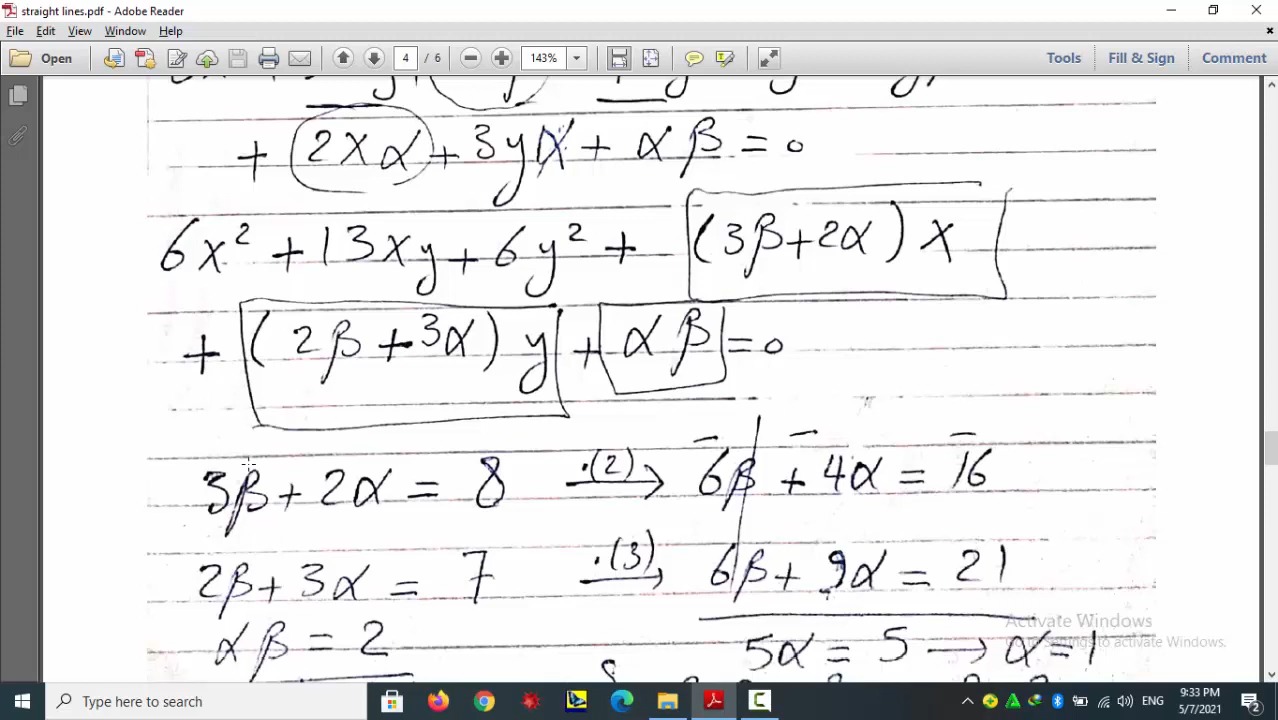 straight lines.pdf - Adobe Reader
File Edit View Window Help
Open 4 / 6 143% Tools Fill & Sign Comment
+ 2xα + 3yα + αβ = 0
6x² + 13xy + 6y² + (3β+2α) x
+ (2β + 3α) y + αβ = 0
3β + 2α = 8 ·(2)→ 6β + 4α = 16
2β + 3α = 7 ·(3)→ 6β + 9α = 21
αβ = 2
5α = 5 → α = 1
Activate Windows
Go to Settings to activate Windows.
Type here to search
9:33 PM
5/7/2021
2